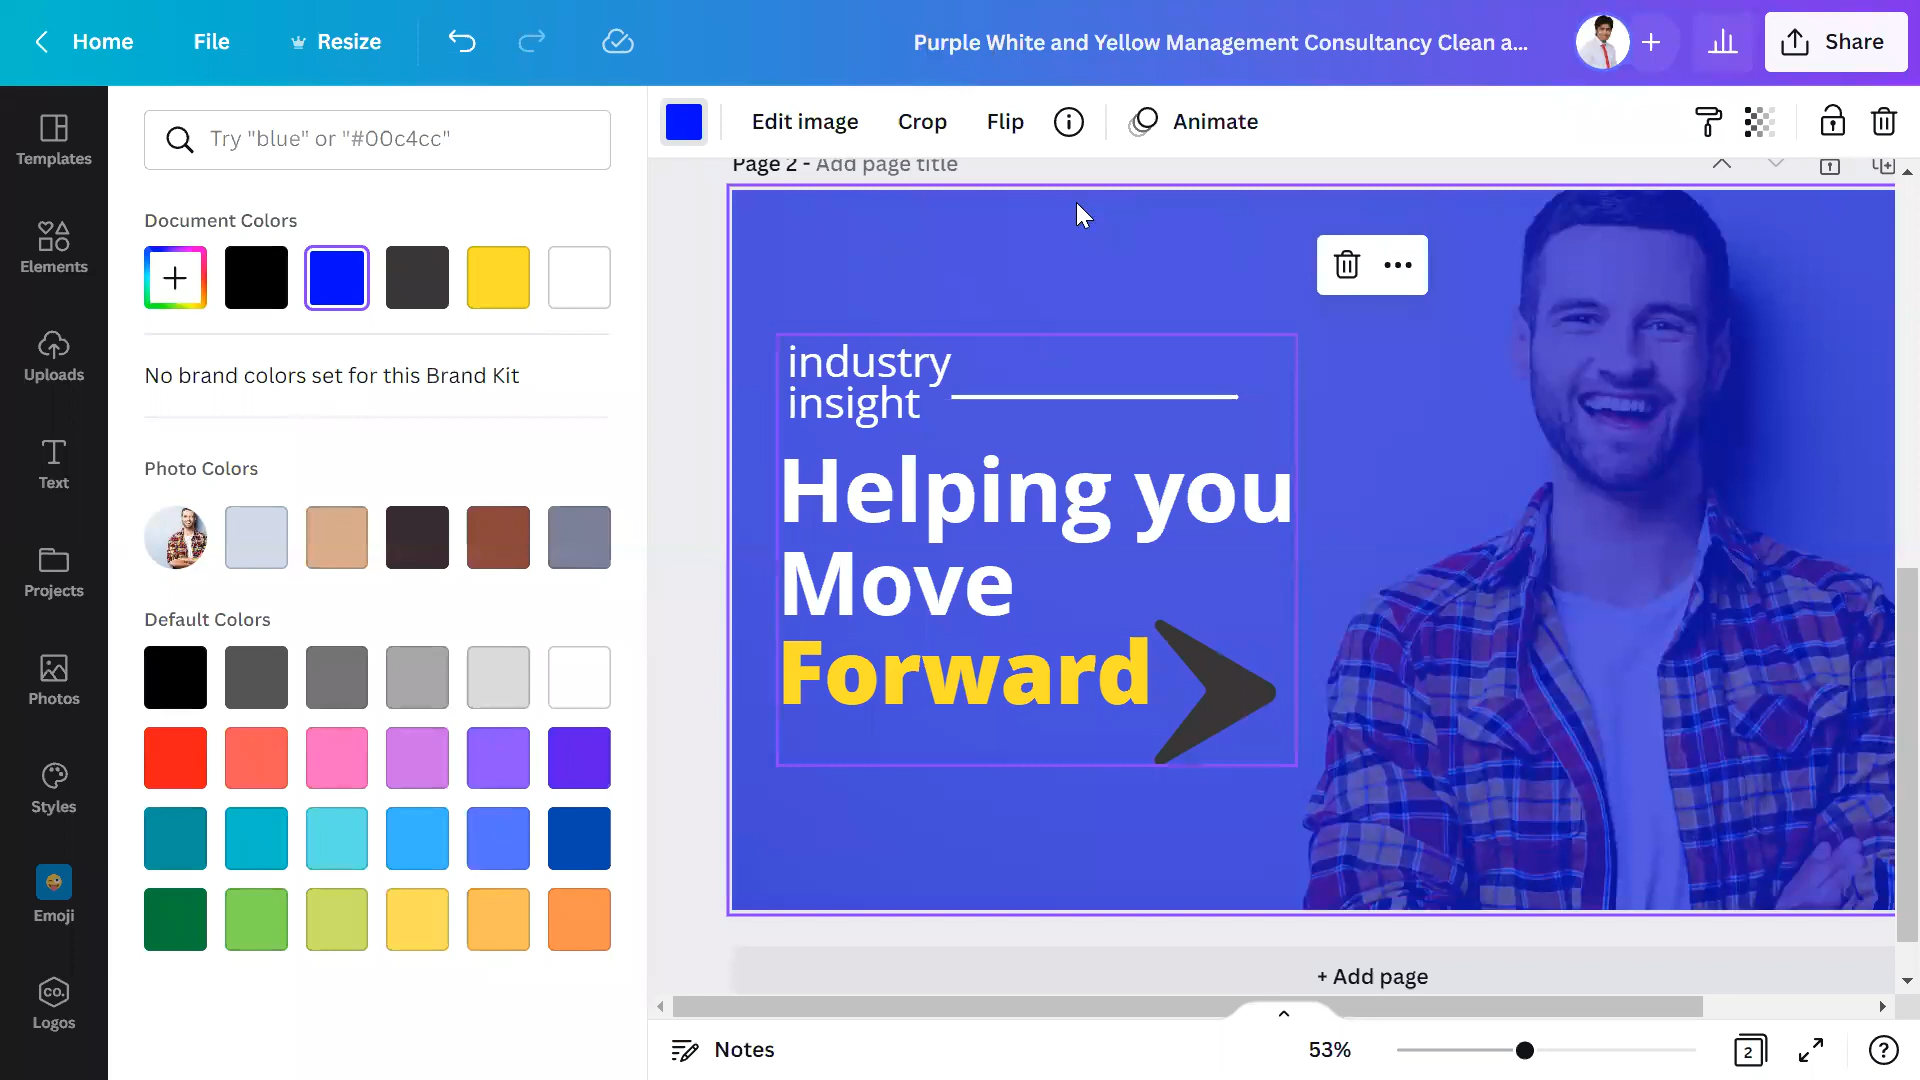 Home
File
Resize
Purple White and Yellow Management Consultancy Clean a...
Share
Templates
Elements
Uploads
Text
Projects
Photos
Styles
Emoji
CO.
Logos
Try "blue" or "#00c4cc"
Document Colors
No brand colors set for this Brand Kit
Photo Colors
Default Colors
Edit image
Crop
Flip
Animate
Page 2 - Add page title
industry
insight
Helping you
Move
Forward
+ Add page
Notes
53%
2